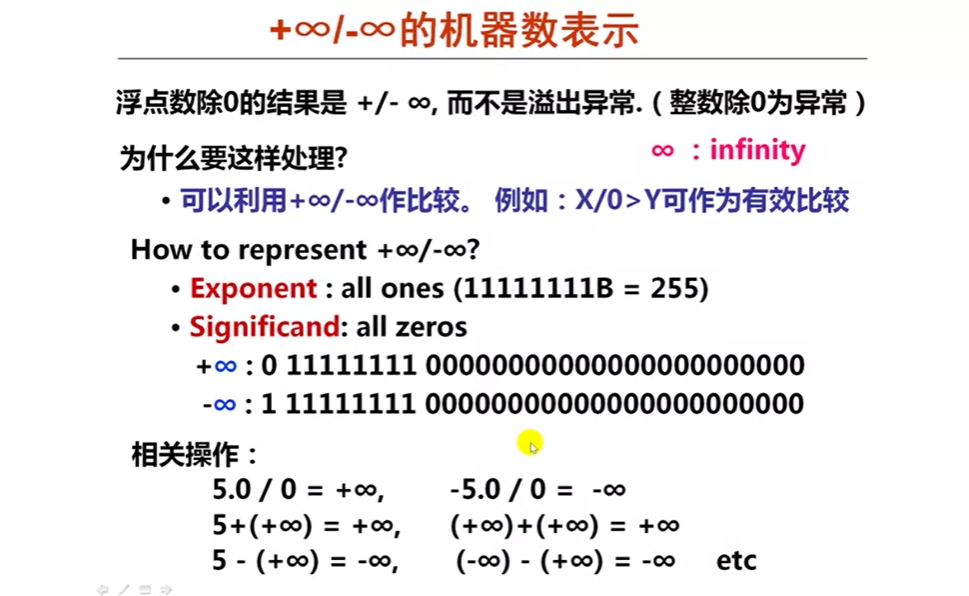 +∞/-∞的机器数表示
浮点数除0的结果是 +/- ∞, 而不是溢出异常.（整数除0为异常）
为什么要这样处理?
∞ ：infinity
• 可以利用+∞/-∞作比较。 例如：X/0>Y可作为有效比较
How to represent +∞/-∞?
• Exponent : all ones (11111111B = 255)
• Significand: all zeros
+∞ : 0 11111111 00000000000000000000000
-∞ : 1 11111111 00000000000000000000000
相关操作：
5.0 / 0 = +∞, -5.0 / 0 = -∞
5+(+∞) = +∞, (+∞)+(+∞) = +∞
5 - (+∞) = -∞, (-∞) - (+∞) = -∞ etc